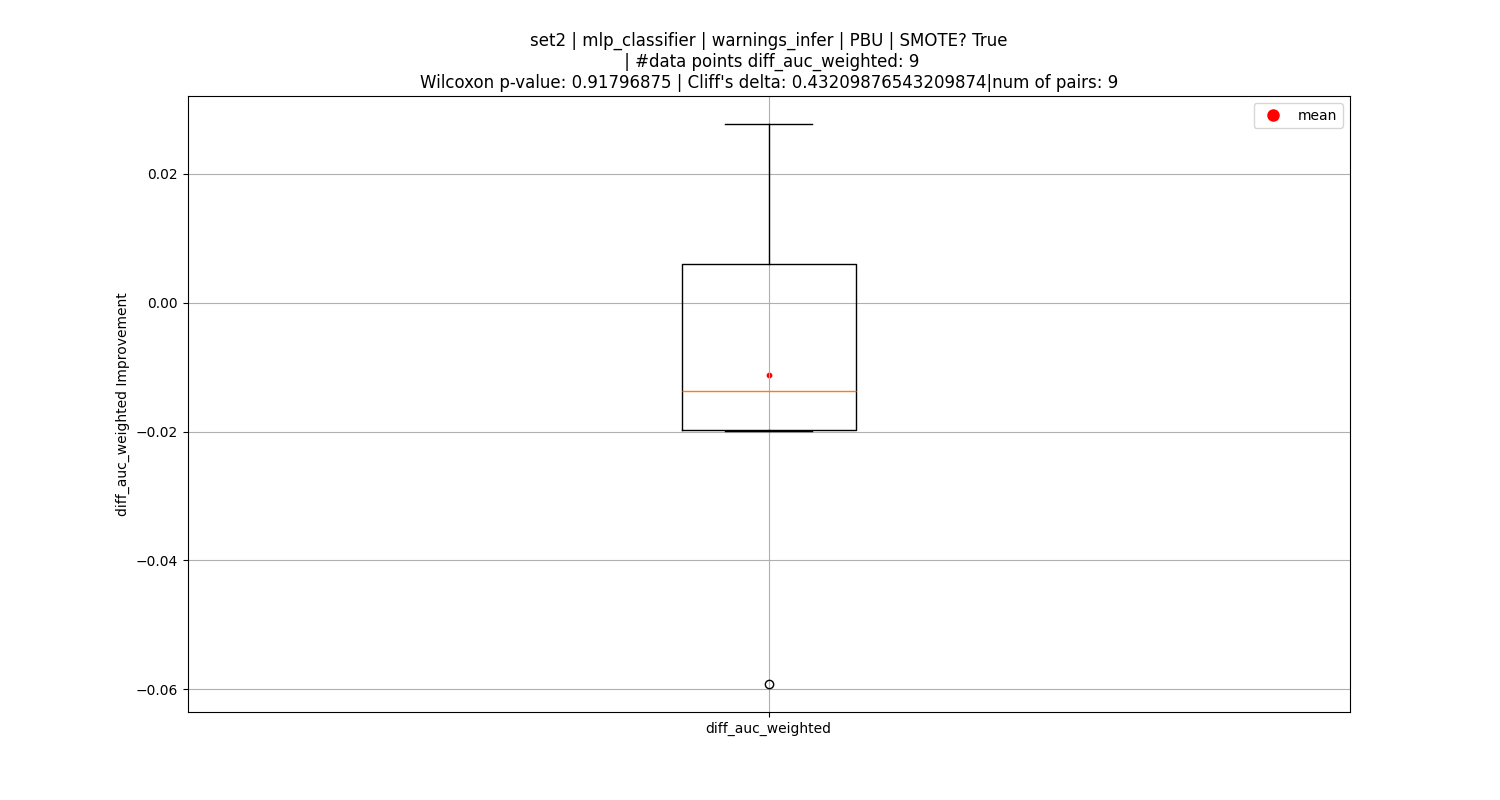 set2 | mlp_classifier | warnings_infer | PBU | SMOTE? True
| #data points diff_auc_weighted: 9
Wilcoxon p-value: 0.91796875 | Cliff's delta: 0.43209876543209874|num of pairs: 9
mean
0.02
0.00
−0.02
−0.04
−0.06
diff_auc_weighted Improvement
diff_auc_weighted